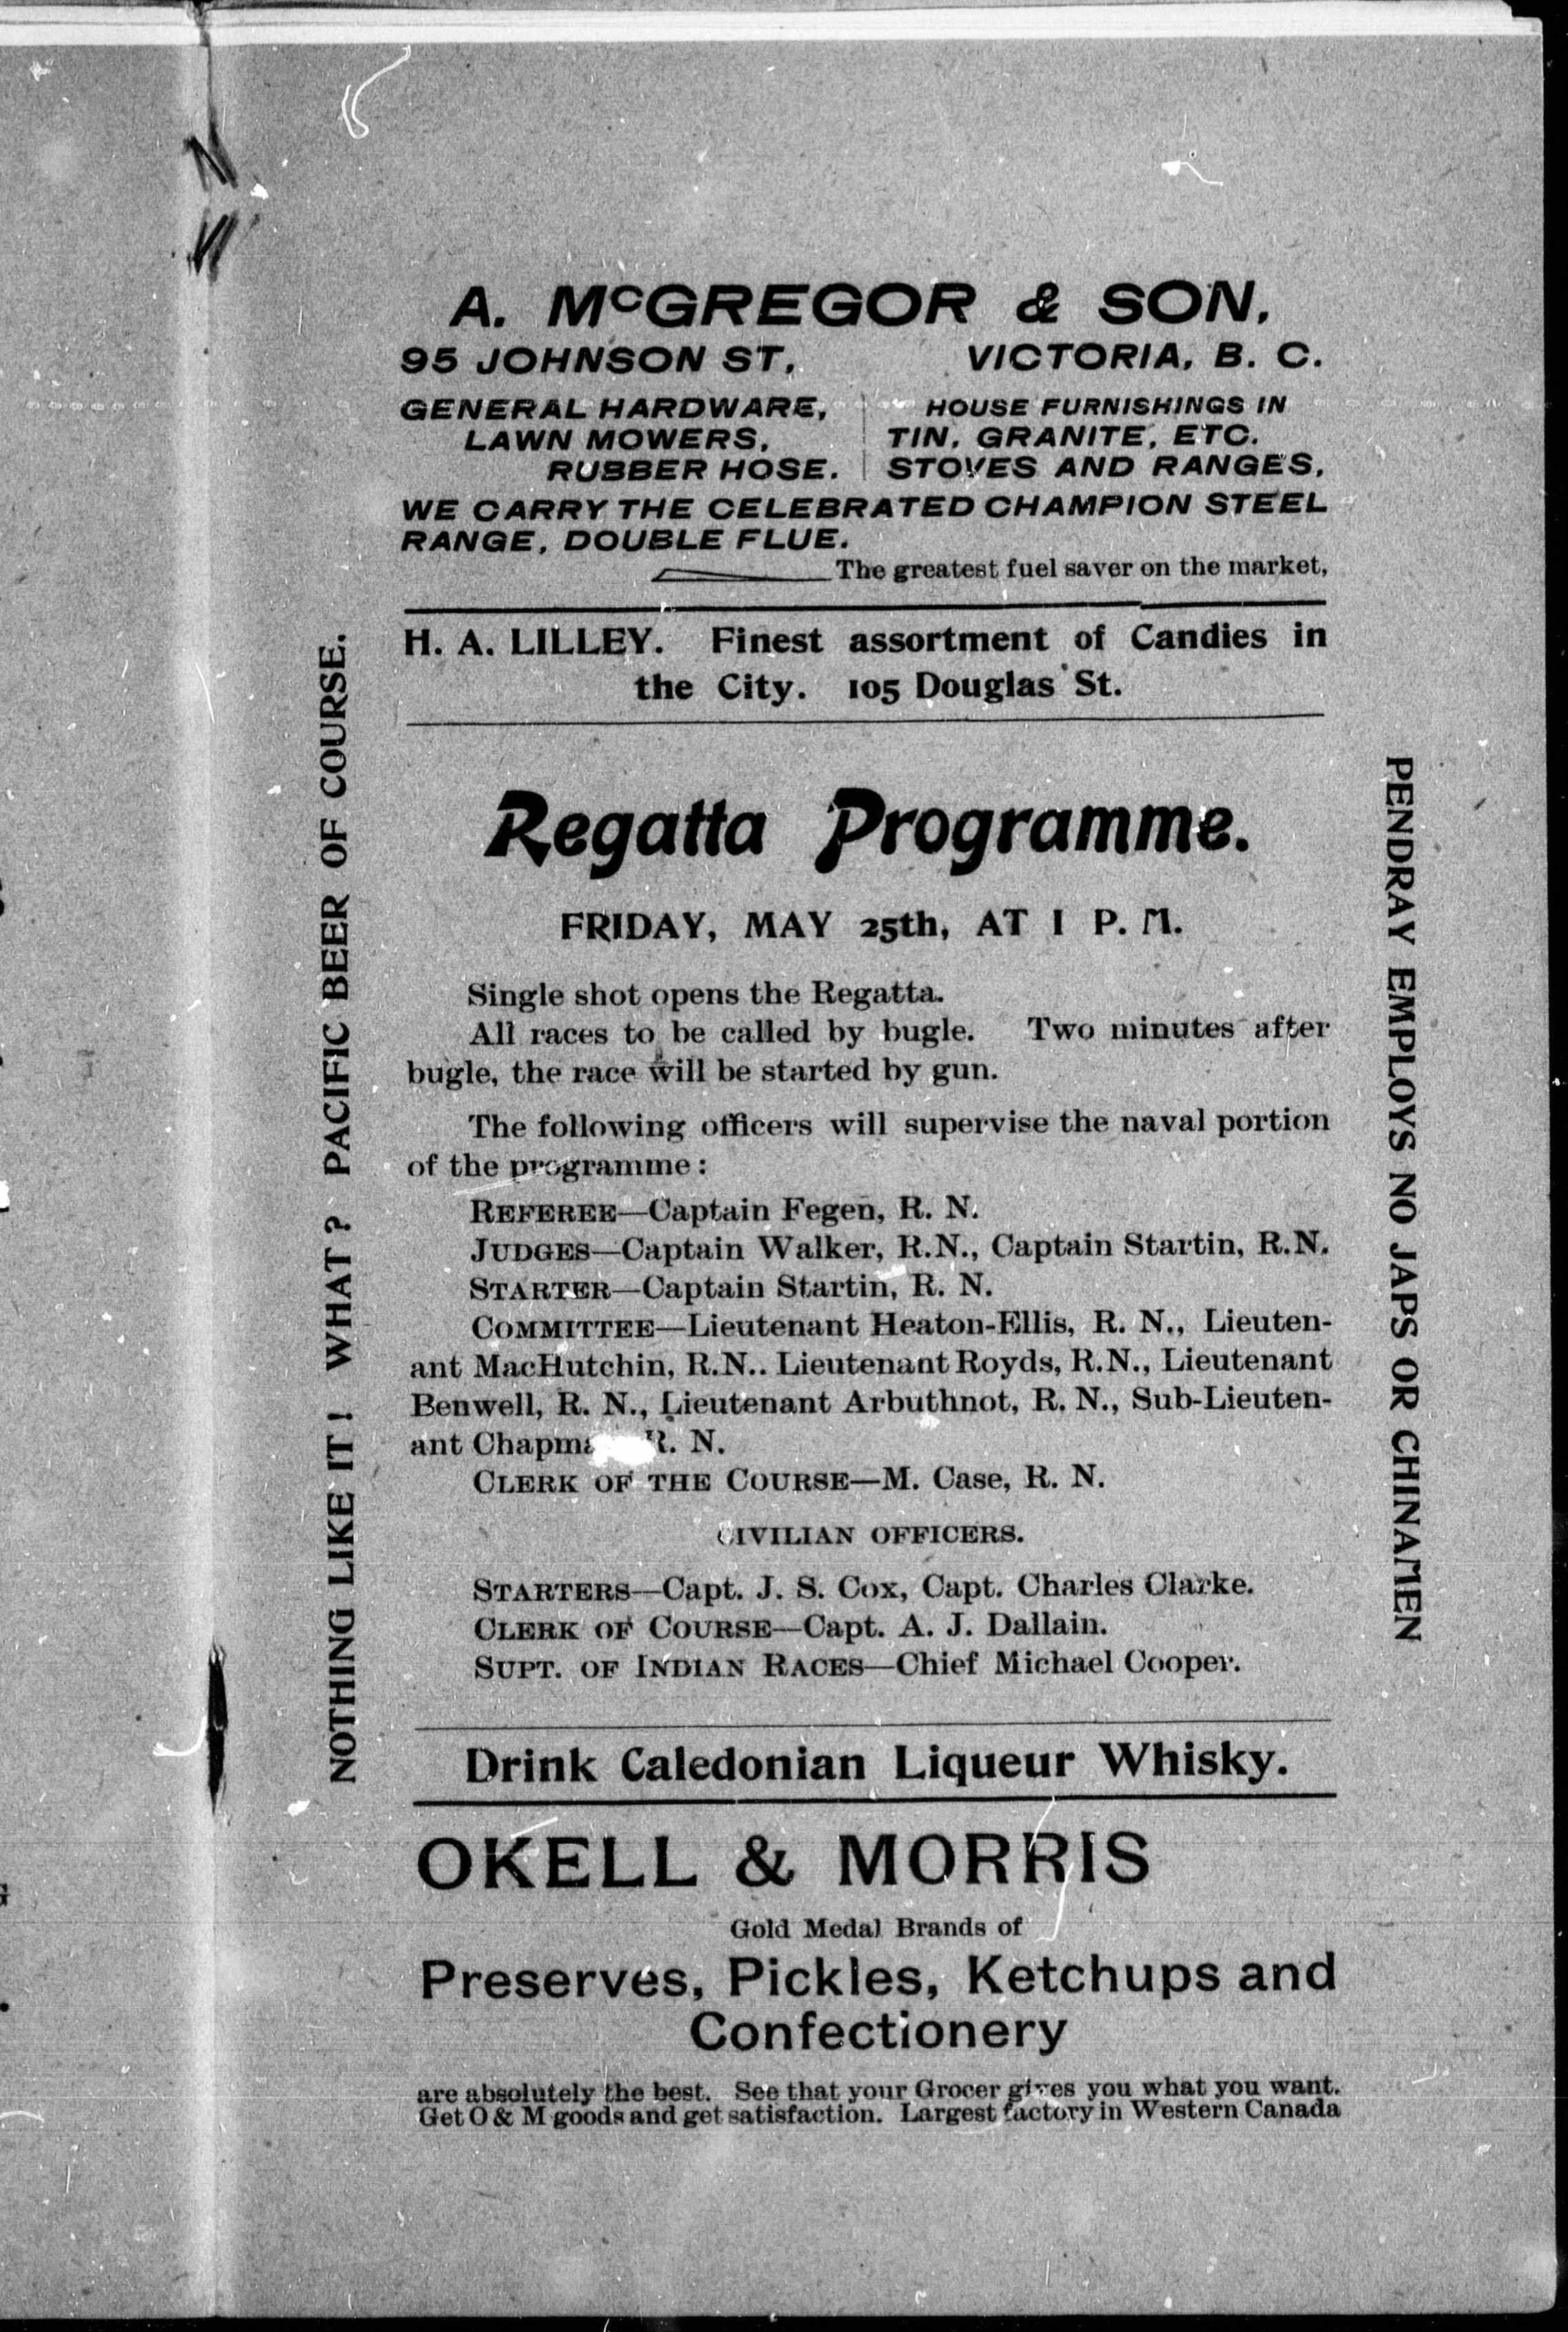 A. McGREGOR & SON,
95 JOHNSON ST, VICTORIA, B. C.
GENERAL HARDWARE,
LAWN MOWERS,
RUBBER HOSE.
HOUSE FURNISHINGS IN
TIN, GRANITE, ETC.
STOVES AND RANGES,
WE CARRY THE CELEBRATED CHAMPION STEEL
RANGE, DOUBLE FLUE.
The greatest fuel saver on the market,
H. A. LILLEY. Finest assortment of Candies in
the City. 105 Douglas St.
Regatta Programme.
FRIDAY, MAY 25th, AT 1 P. M.
Single shot opens the Regatta.
All races to be called by bugle. Two minutes after
bugle, the race will be started by gun.
The following officers will supervise the naval portion
of the programme:
REFEREE—Captain Fegen, R. N.
JUDGES—Captain Walker, R.N., Captain Startin, R.N.
STARTER—Captain Startin, R. N.
COMMITTEE—Lieutenant Heaton-Ellis, R. N., Lieuten-
ant MacHutchin, R.N.. Lieutenant Royds, R.N., Lieutenant
Benwell, R. N., Lieutenant Arbuthnot, R. N., Sub-Lieuten-
ant R. N.
CLERK OF THE COURSE—M. Case, R. N.
CIVILIAN OFFICERS.
STARTERS—Capt. J. S. Cox, Capt. Charles Clarke.
CLERK OF COURSE—Capt. A. J. Dallain.
SUPT. OF INDIAN RACES—Chief Michael Cooper.
Drink Caledonian Liqueur Whisky.
OKELL & MORRIS
Gold Medal Brands of
Preserves, Pickles, Ketchups and
Confectionery
are absolutely the best. See that your Grocer gives you what you want.
Get O & M goods and get satisfaction. Largest factory in Western Canada
NOTHING LIKE IT! WHAT? PACIFIC BEER OF COURSE.
PENDRAY EMPLOYS NO JAPS OR CHINAMEN